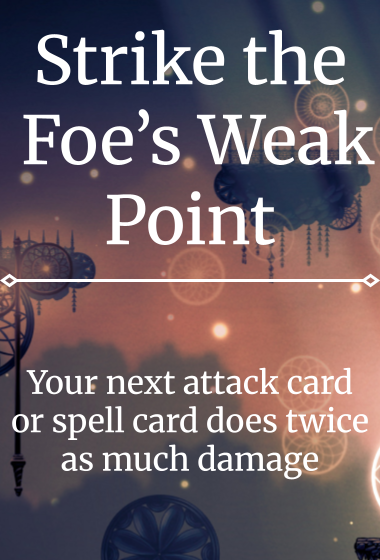 Strike the
Foe’s Weak
Point
Your next attack card
or spell card does twice
as much damage